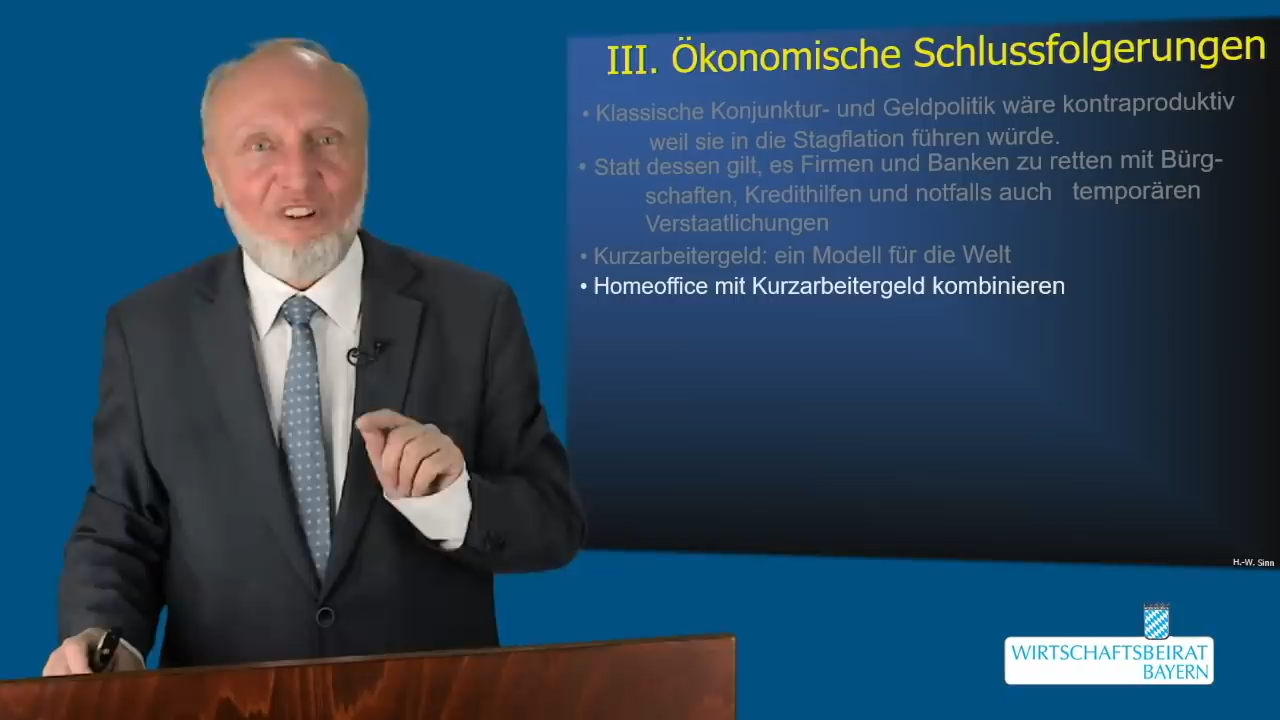 III. Ökonomische Schlussfolgerungen
• Klassische Konjunktur- und Geldpolitik wäre kontraproduktiv
weil sie in die Stagflation führen würde.
• Statt dessen gilt, es Firmen und Banken zu retten mit Bürg-
schaften, Kredithilfen und notfalls auch temporären
Verstaatlichungen
• Kurzarbeitergeld: ein Modell für die Welt
• Homeoffice mit Kurzarbeitergeld kombinieren
H.-W. Sinn
WIRTSCHAFTSBEIRAT
BAYERN